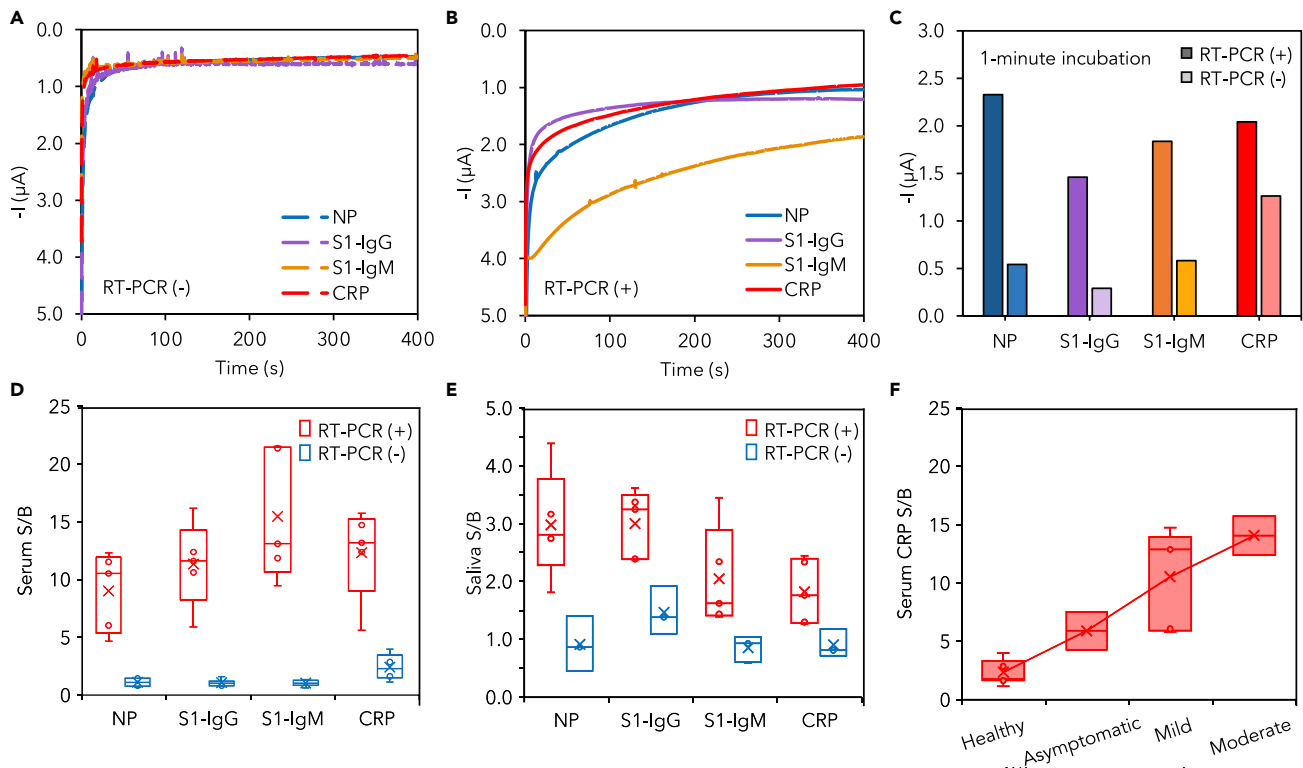 A
0.0
1.0
2.0
3.0
4.0
5.0
-I (µA)
NP
S1-IgG
S1-IgM
CRP
RT-PCR (-)
0 100 200 300 400
Time (s)
B
0.0
1.0
2.0
3.0
4.0
5.0
-I (µA)
NP
S1-IgG
S1-IgM
CRP
RT-PCR (+)
0 100 200 300 400
Time (s)
C
3.0
2.5
2.0
1.5
1.0
0.5
0.0
-I (µA)
1-minute incubation
RT-PCR (+)
RT-PCR (-)
NP S1-IgG S1-IgM CRP
D
25
20
15
10
5
0
Serum S/B
RT-PCR (+)
RT-PCR (-)
NP S1-IgG S1-IgM CRP
E
5.0
4.0
3.0
2.0
1.0
0.0
Saliva S/B
RT-PCR (+)
RT-PCR (-)
NP S1-IgG S1-IgM CRP
F
25
20
15
10
5
0
Serum CRP S/B
Healthy Asymptomatic Mild Moderate